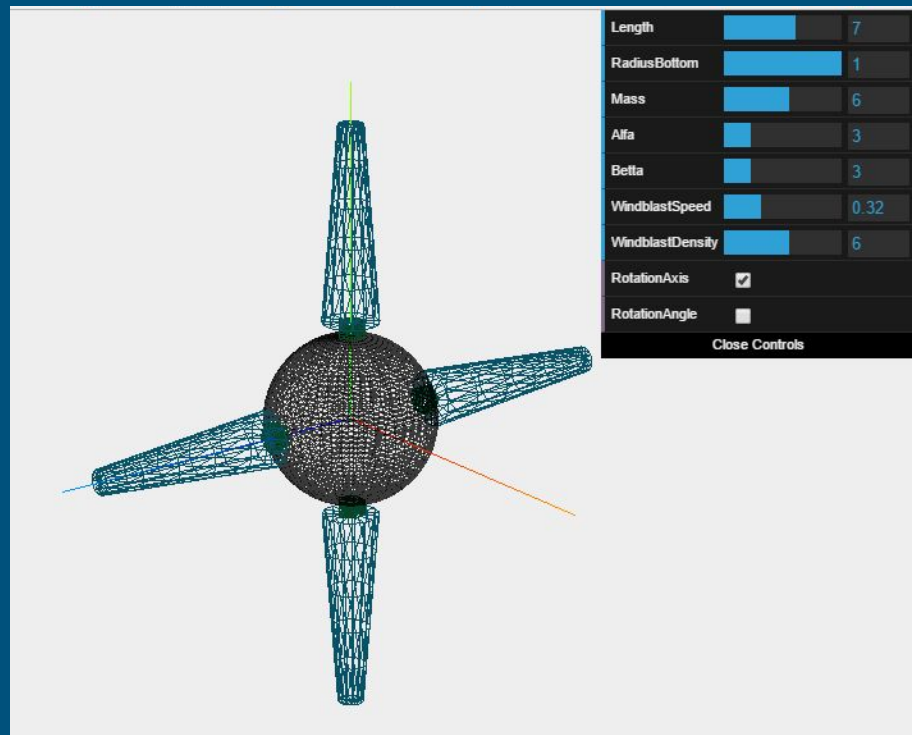 Length 7
RadiusBottom 1
Mass 6
Alfa 3
Betta 3
WindblastSpeed 0.32
WindblastDensity 6
RotationAxis
RotationAngle
Close Controls